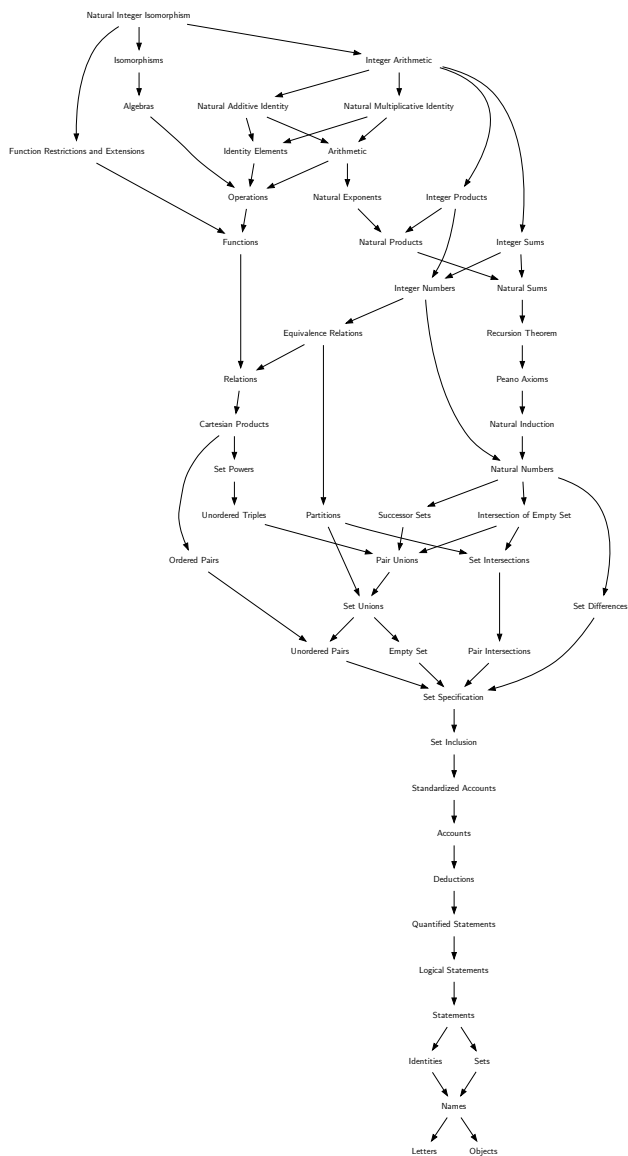 Natural Integer Isomorphism
Isomorphisms
Integer Arithmetic
Algebras
Natural Additive Identity
Natural Multiplicative Identity
Function Restrictions and Extensions
Identity Elements
Arithmetic
Operations
Natural Exponents
Integer Products
Functions
Natural Products
Integer Sums
Integer Numbers
Natural Sums
Equivalence Relations
Recursion Theorem
Relations
Peano Axioms
Cartesian Products
Natural Induction
Set Powers
Natural Numbers
Unordered Triples
Partitions
Successor Sets
Intersection of Empty Set
Ordered Pairs
Pair Unions
Set Intersections
Set Unions
Set Differences
Unordered Pairs
Empty Set
Pair Intersections
Set Specification
Set Inclusion
Standardized Accounts
Accounts
Deductions
Quantified Statements
Logical Statements
Statements
Identities
Sets
Names
Letters
Objects